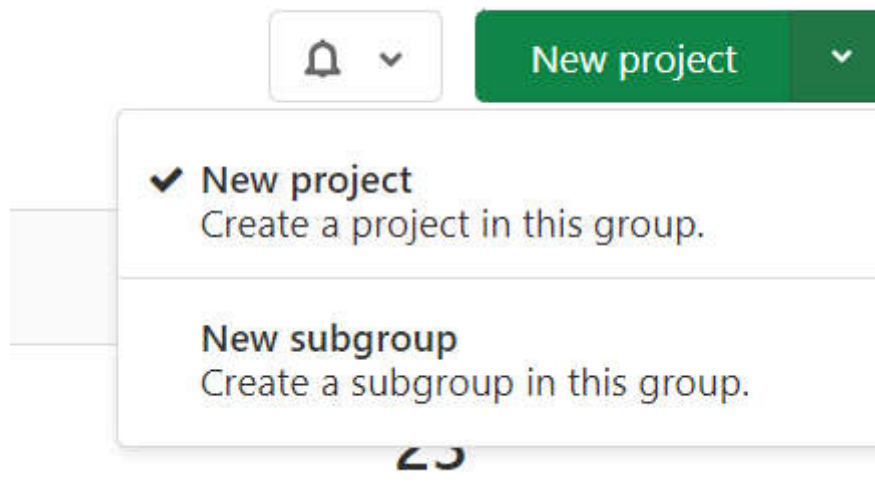 New project
New project
Create a project in this group.
New subgroup
Create a subgroup in this group.